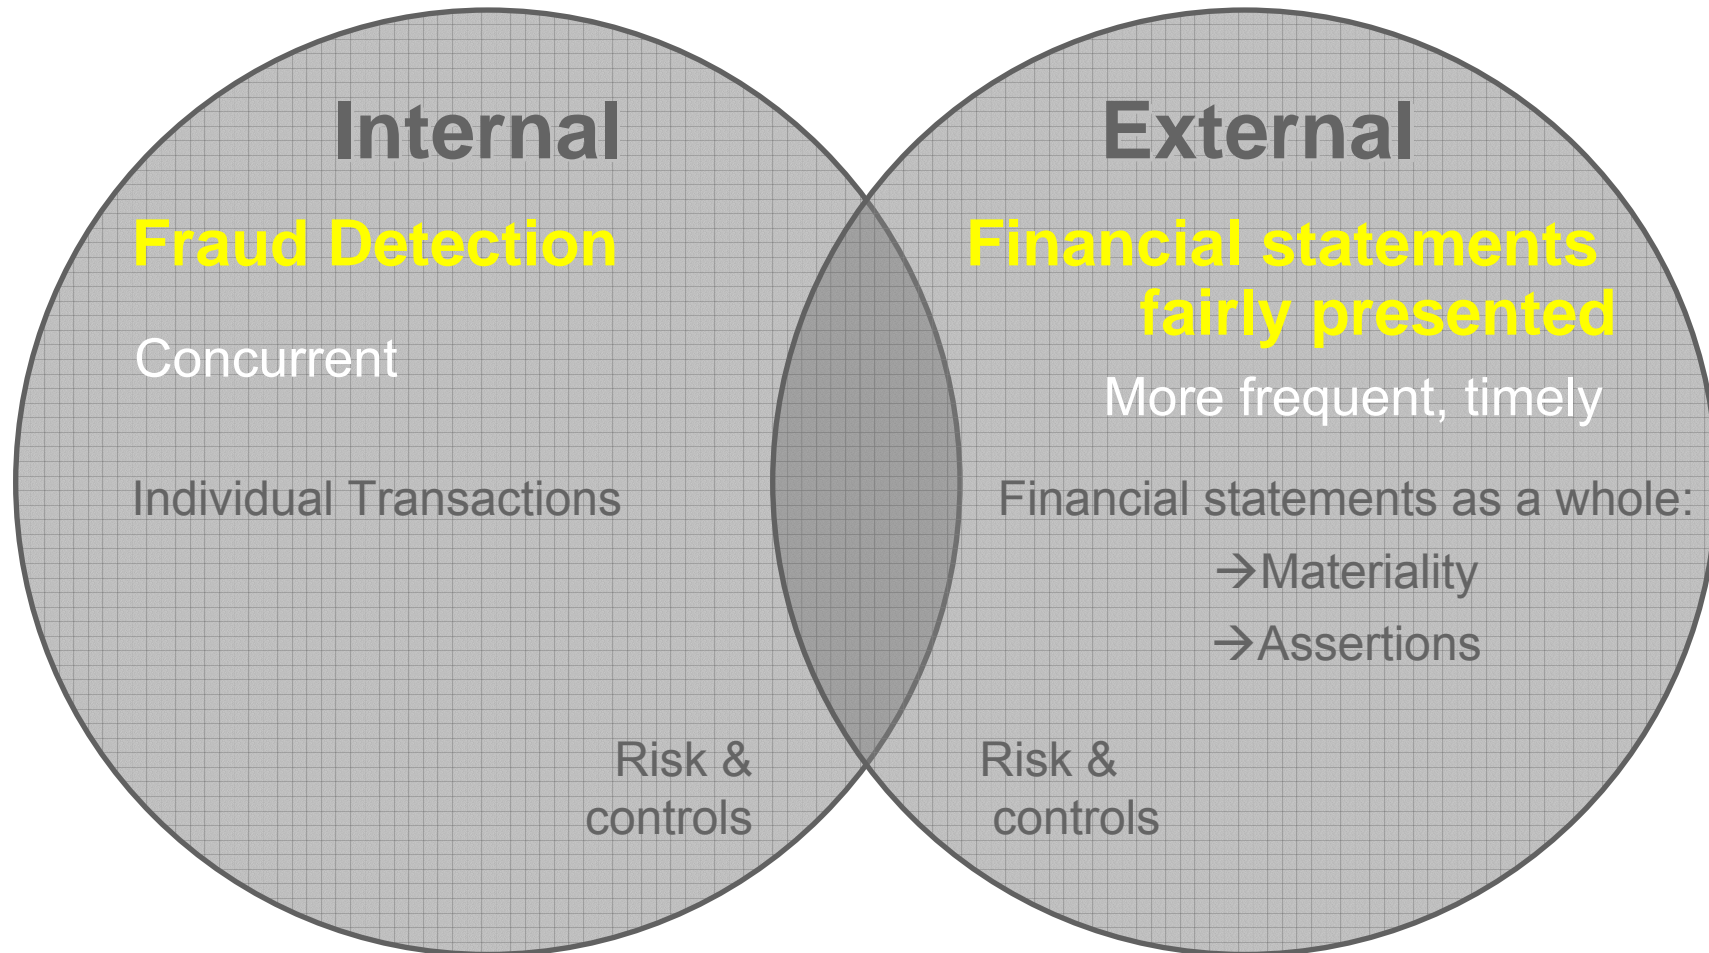 Internal
Fraud Detection
Concurrent
Individual Transactions
Risk &
controls
External
Financial statements
fairly presented
More frequent, timely
Financial statements as a whole:
→Materiality
→Assertions
Risk &
controls